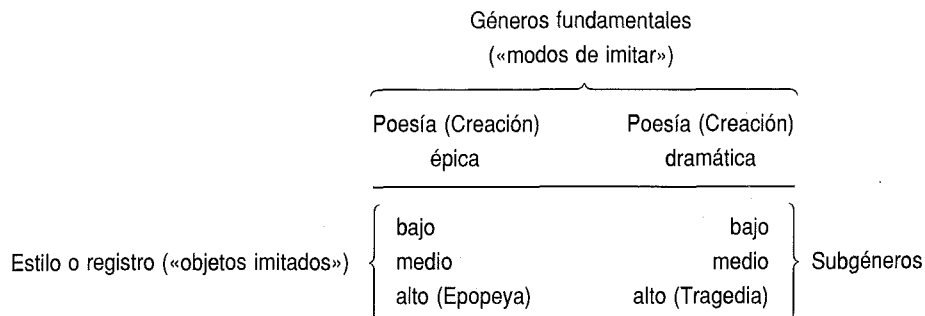 Géneros fundamentales
(«modos de imitar»)
Poesía (Creación) Poesía (Creación)
épica dramática
bajo bajo
Estilo o registro («objetos imitados») medio medio Subgéneros
alto (Epopeya) alto (Tragedia)